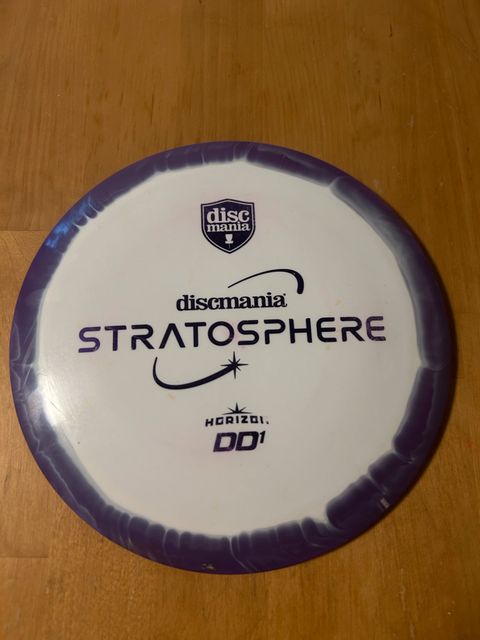 disc
mania
discmania®
STRATOSPHERE
HORIZON
DD¹